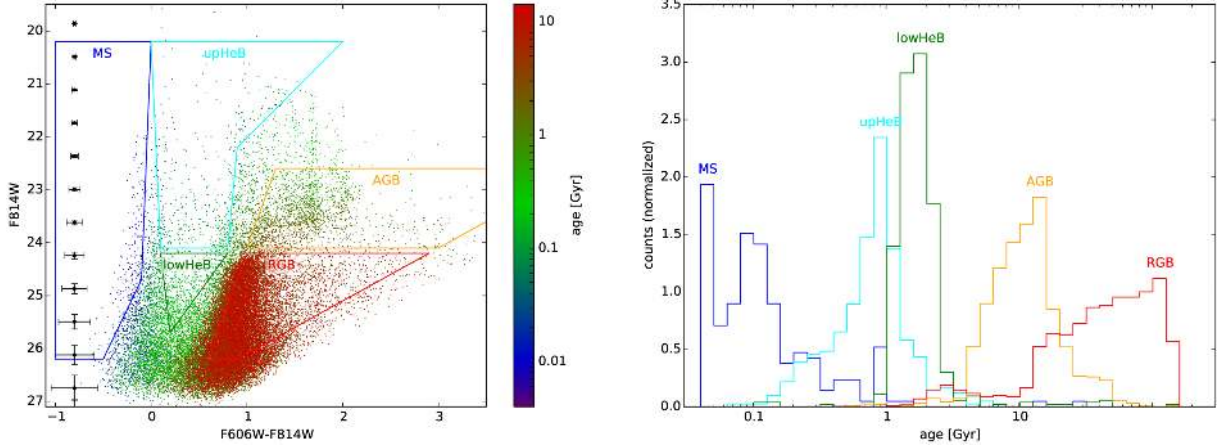 20
21
22
23
24
25
26
27
F814W
−1
0
1
2
3
F606W-F814W
MS
upHeB
AGB
lowHeB
RGB
10
1
0.1
0.01
age [Gyr]
3.5
3.0
2.5
2.0
1.5
1.0
0.5
0.0
counts (normalized)
lowHeB
upHeB
MS
AGB
RGB
0.1
1
10
age [Gyr]